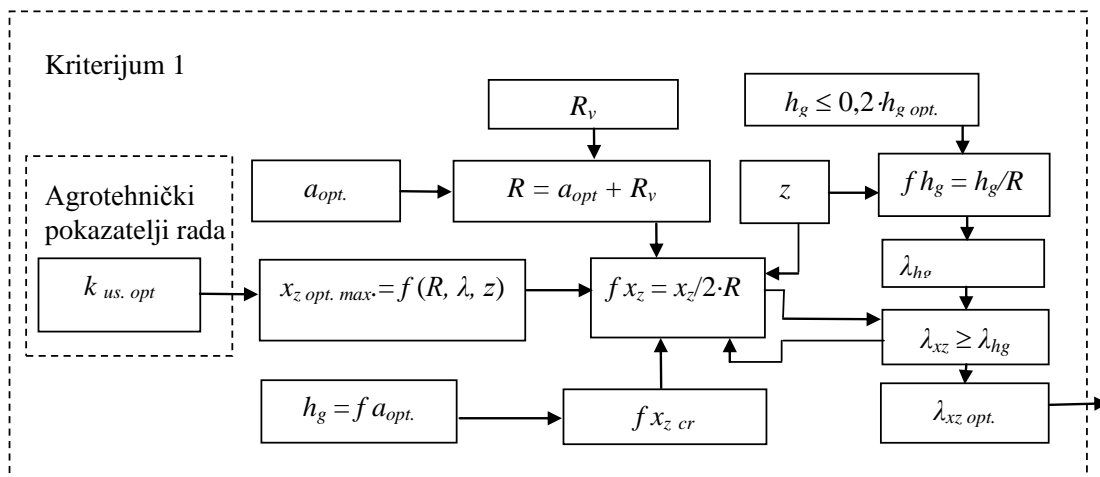 Kriterijum 1
R_v
h_g ≤ 0,2·h_g opt.
Agrotehnički
pokazatelji rada
a_opt.
R = a_opt + R_v
z
f h_g = h_g/R
k us. opt
x_z opt. max.=f (R, λ, z)
f x_z = x_z/2·R
λ_hg
λ_xz ≥ λ_hg
h_g = f a_opt.
f x_z cr
λ_xz opt.